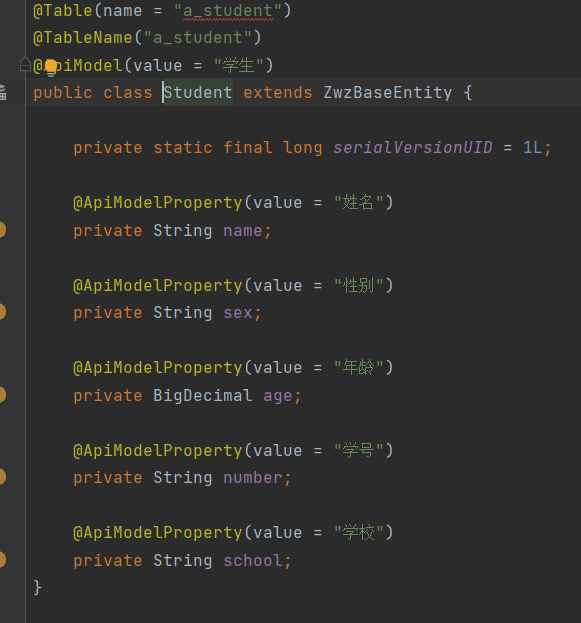 @Table(name = "a_student")
@TableName("a_student")
@ApiModel(value = "学生")
public class Student extends ZwzBaseEntity {
private static final long serialVersionUID = 1L;
@ApiModelProperty(value = "姓名")
private String name;
@ApiModelProperty(value = "性别")
private String sex;
@ApiModelProperty(value = "年龄")
private BigDecimal age;
@ApiModelProperty(value = "学号")
private String number;
@ApiModelProperty(value = "学校")
private String school;
}